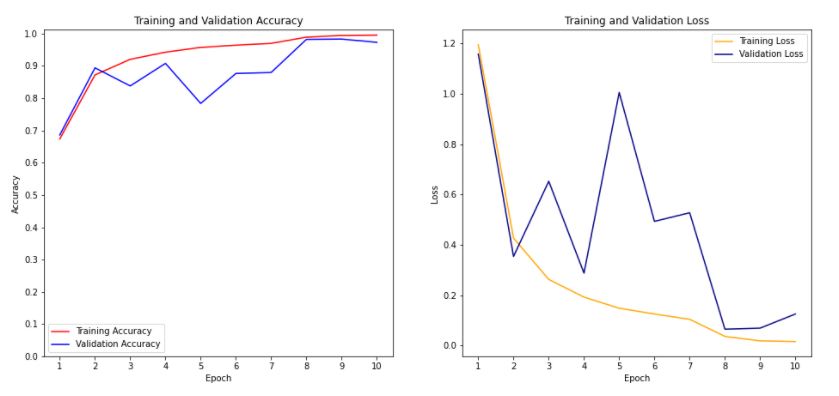 Training and Validation Accuracy
1.0
0.9
0.8
0.7
0.6
0.5
0.4
0.3
0.2
0.1
0.0
Accuracy
Training Accuracy
Validation Accuracy
1 2 3 4 5 6 7 8 9 10
Epoch
Training and Validation Loss
1.2
1.0
0.8
0.6
0.4
0.2
0.0
Loss
Training Loss
Validation Loss
1 2 3 4 5 6 7 8 9 10
Epoch